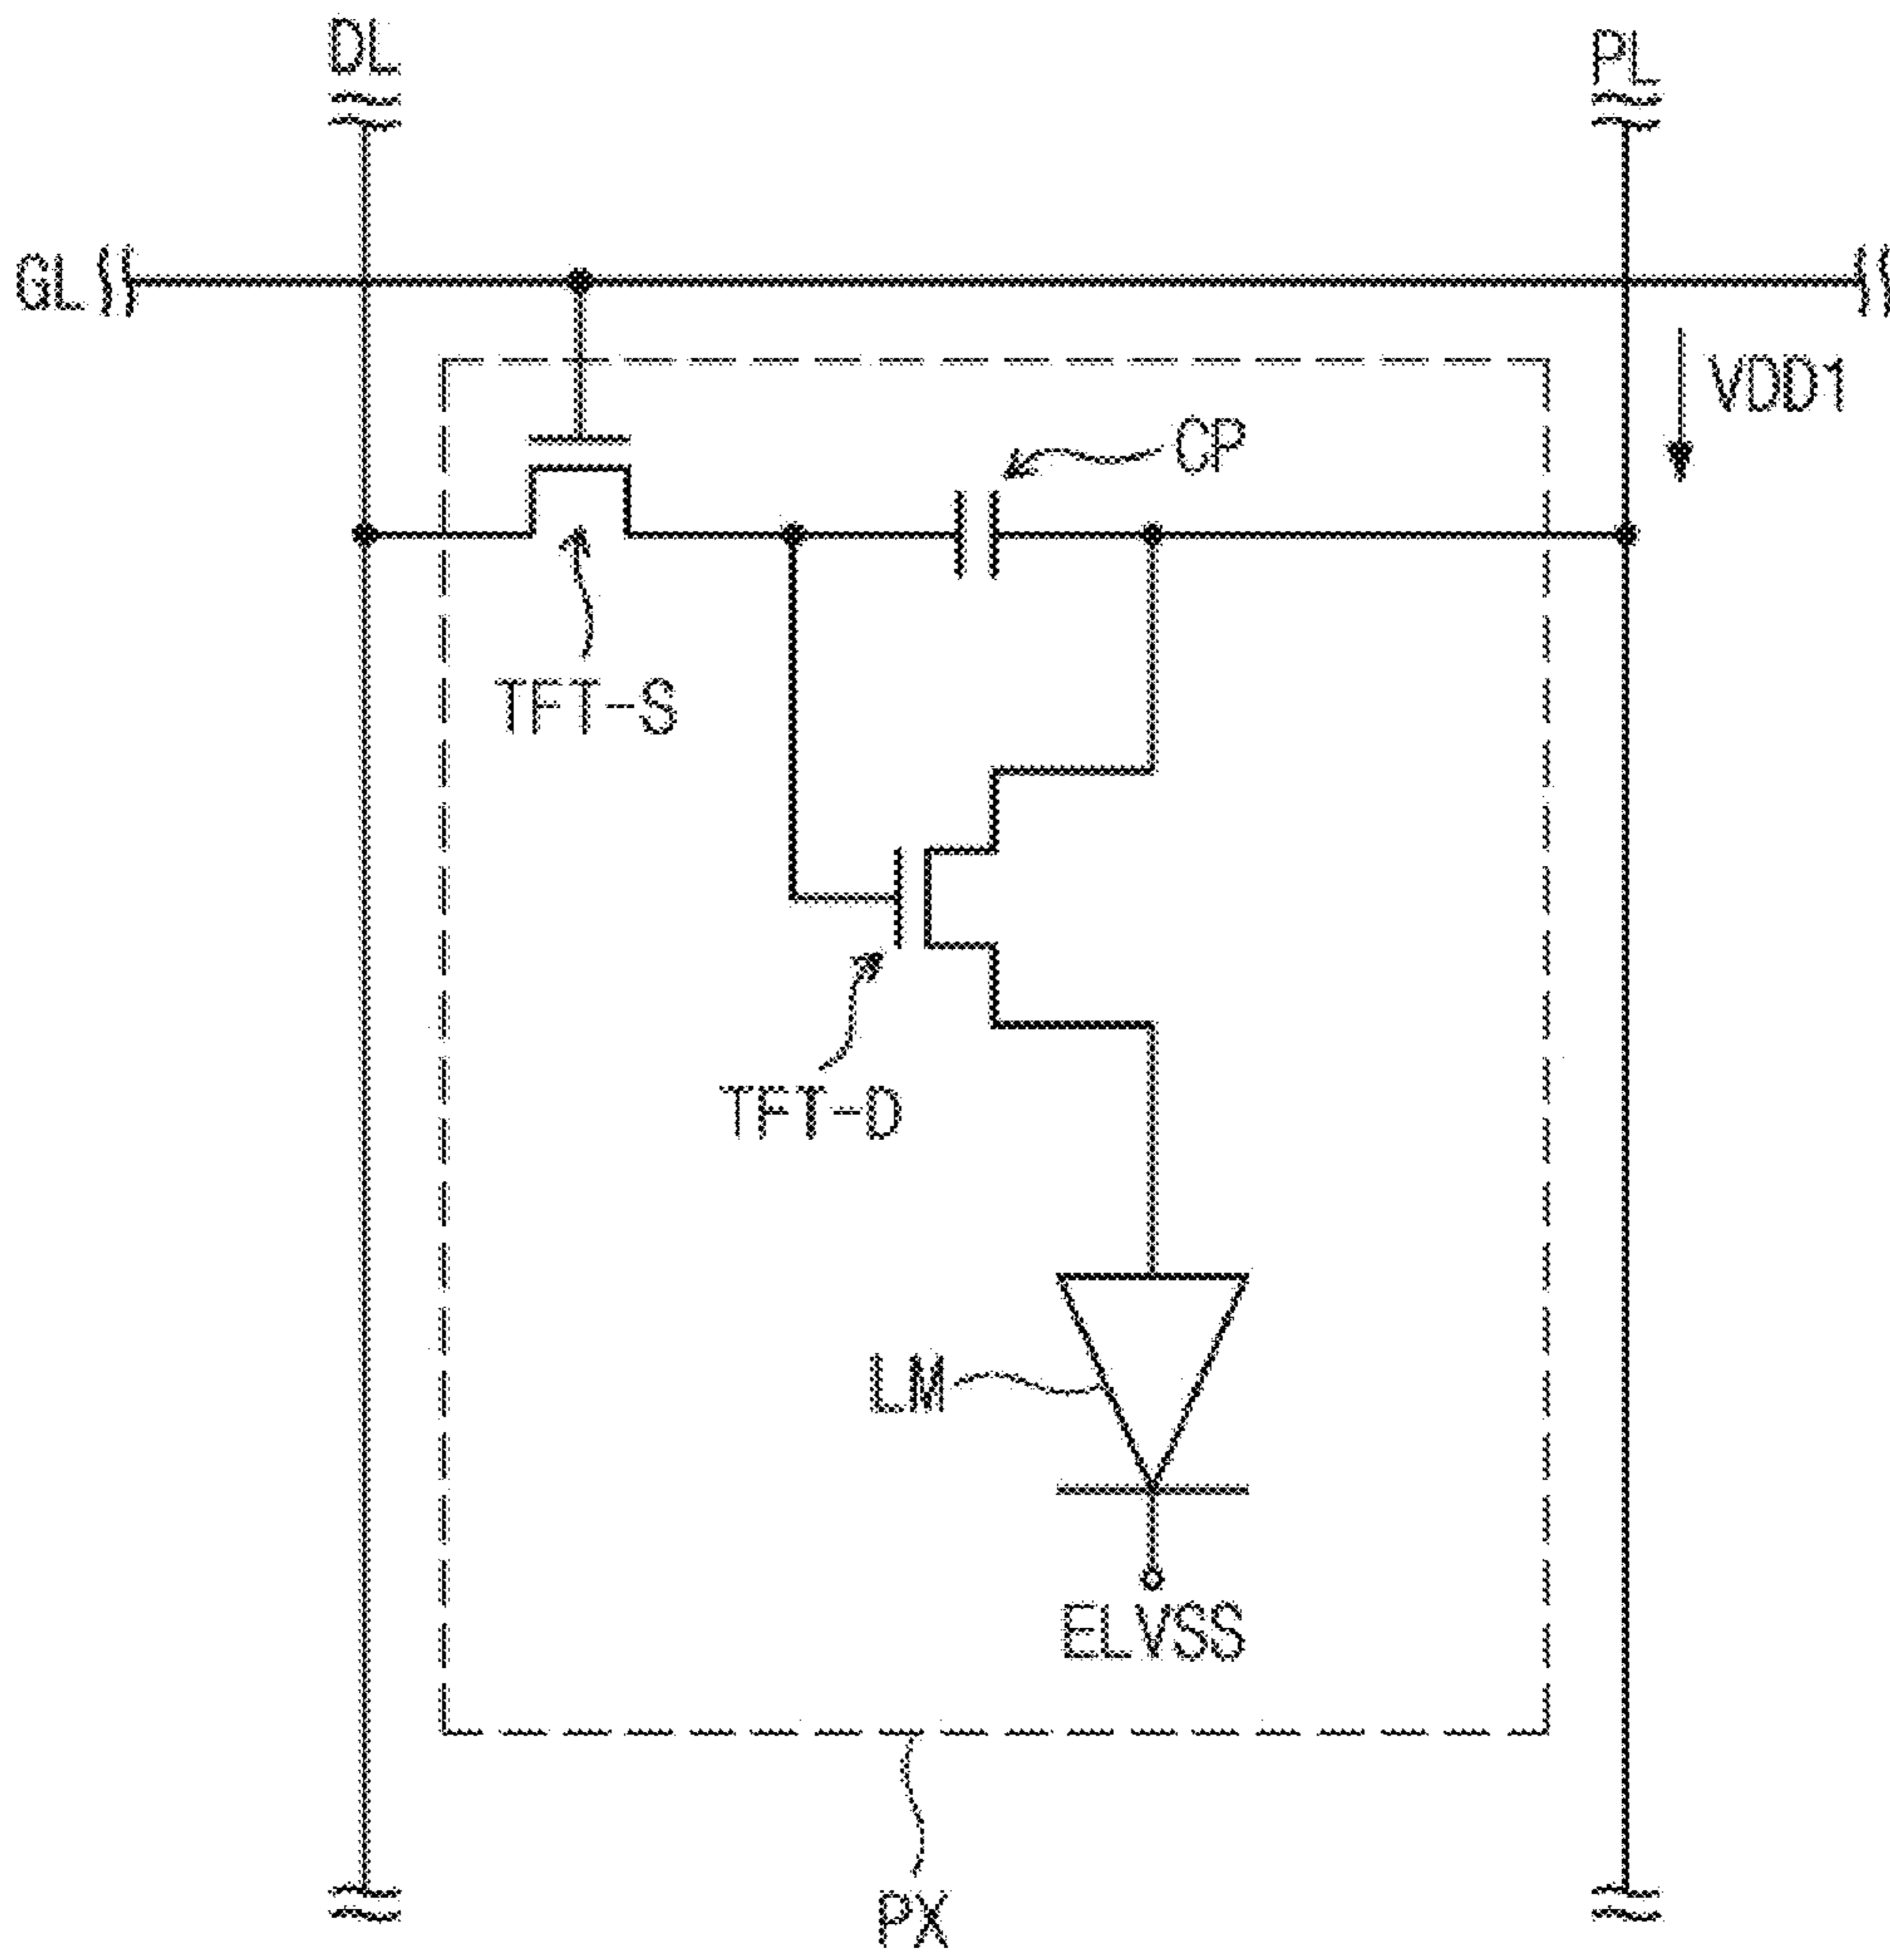 DL
PL
GL
VDD1
CP
TFT-S
TFT-D
LM
ELVSS
PX